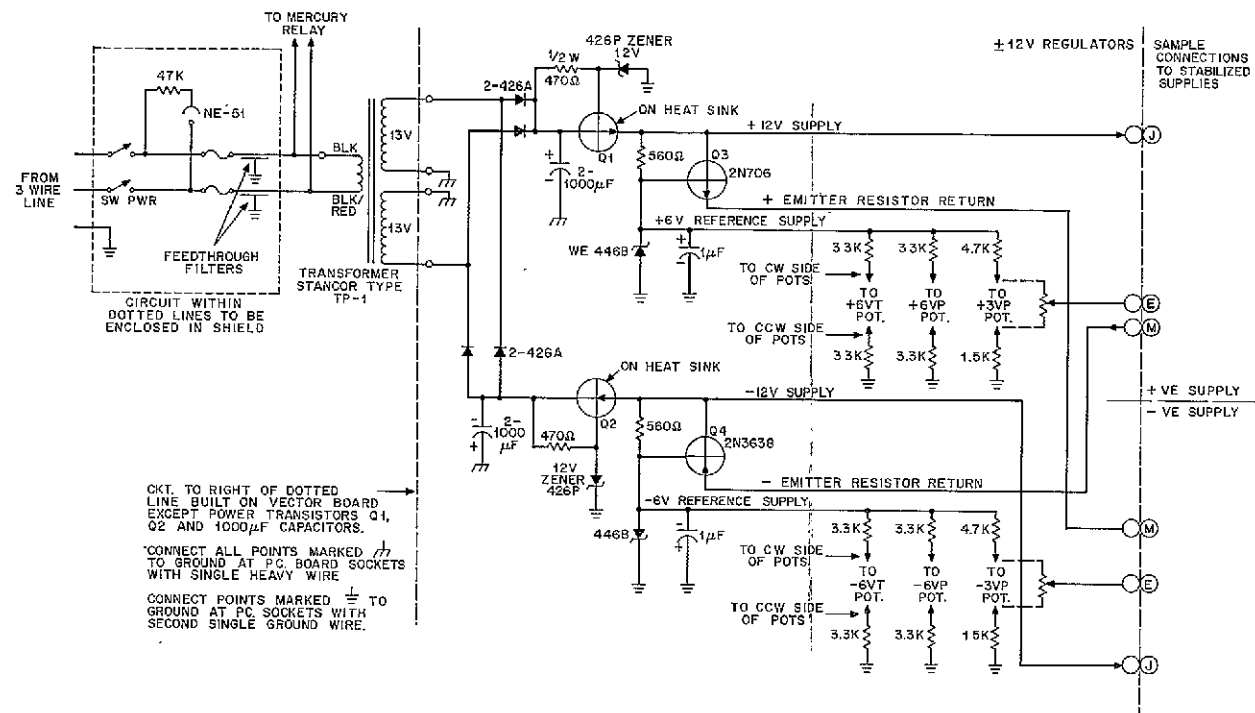 TO MERCURY
RELAY
47K
NE-51
FROM
3 WIRE
LINE
SW PWR
BLK
BLK/
RED
FEEDTHROUGH
FILTERS
CIRCUIT WITHIN
DOTTED LINES TO BE
ENCLOSED IN SHIELD
13V
13V
TRANSFORMER
STANCOR TYPE
TP-1
2-426A
1/2 W
470Ω
426P ZENER
12V
ON HEAT SINK
Q1
+
-
2-
1000µF
560Ω
Q3
2N706
+12V SUPPLY
+ EMITTER RESISTOR RETURN
+6V REFERENCE SUPPLY
WE 446B
+
-
1µF
3.3K
3.3K
4.7K
TO CW SIDE
OF POTS
TO
+6VT
POT.
TO
+6VP
POT.
TO
+3VP
POT.
TO CCW SIDE
OF POTS
3.3K
3.3K
1.5K
±12V REGULATORS
SAMPLE
CONNECTIONS
TO STABILIZED
SUPPLIES
J
E
M
+ VE SUPPLY
- VE SUPPLY
2-426A
ON HEAT SINK
Q2
-
+
2-
1000
µF
470Ω
12V
ZENER
426P
560Ω
Q4
2N3638
-12V SUPPLY
- EMITTER RESISTOR RETURN
-6V REFERENCE SUPPLY
446B
-
+
1µF
3.3K
3.3K
4.7K
TO CW SIDE
OF POTS
TO
-6VT
POT.
TO
-6VP
POT.
TO
-3VP
POT.
TO CCW SIDE
OF POTS
3.3K
3.3K
1.5K
M
E
J
CKT. TO RIGHT OF DOTTED
LINE BUILT ON VECTOR BOARD
EXCEPT POWER TRANSISTORS Q1,
Q2 AND 1000µF CAPACITORS.
CONNECT ALL POINTS MARKED
TO GROUND AT P.C. BOARD SOCKETS
WITH SINGLE HEAVY WIRE
CONNECT POINTS MARKED TO
GROUND AT P.C. SOCKETS WITH
SECOND SINGLE GROUND WIRE.